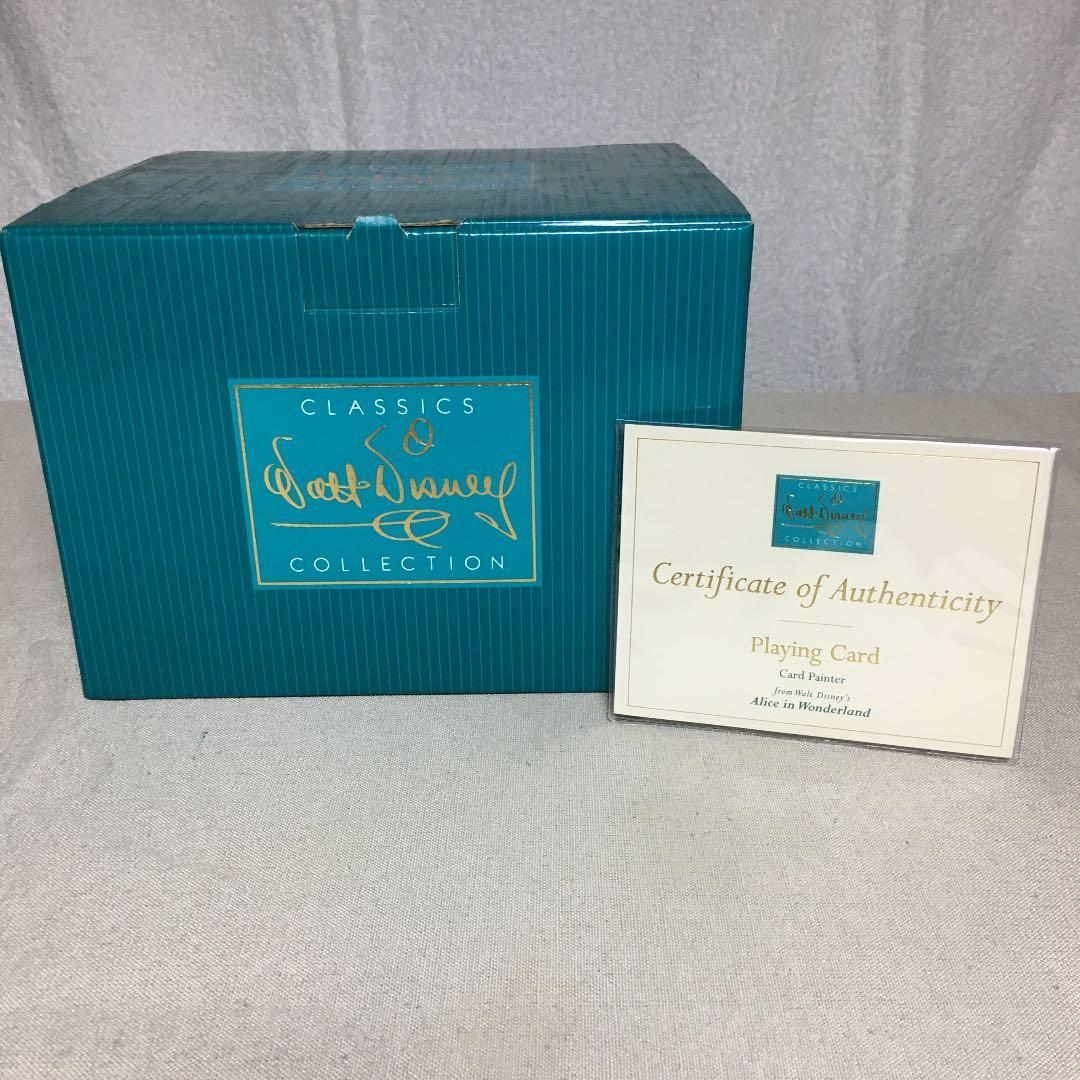 CLASSICS
Walt Disney
COLLECTION
CLASSICS
Walt Disney
COLLECTION
Certificate of Authenticity
Playing Card
Card Painter
from Walt Disney's
Alice in Wonderland